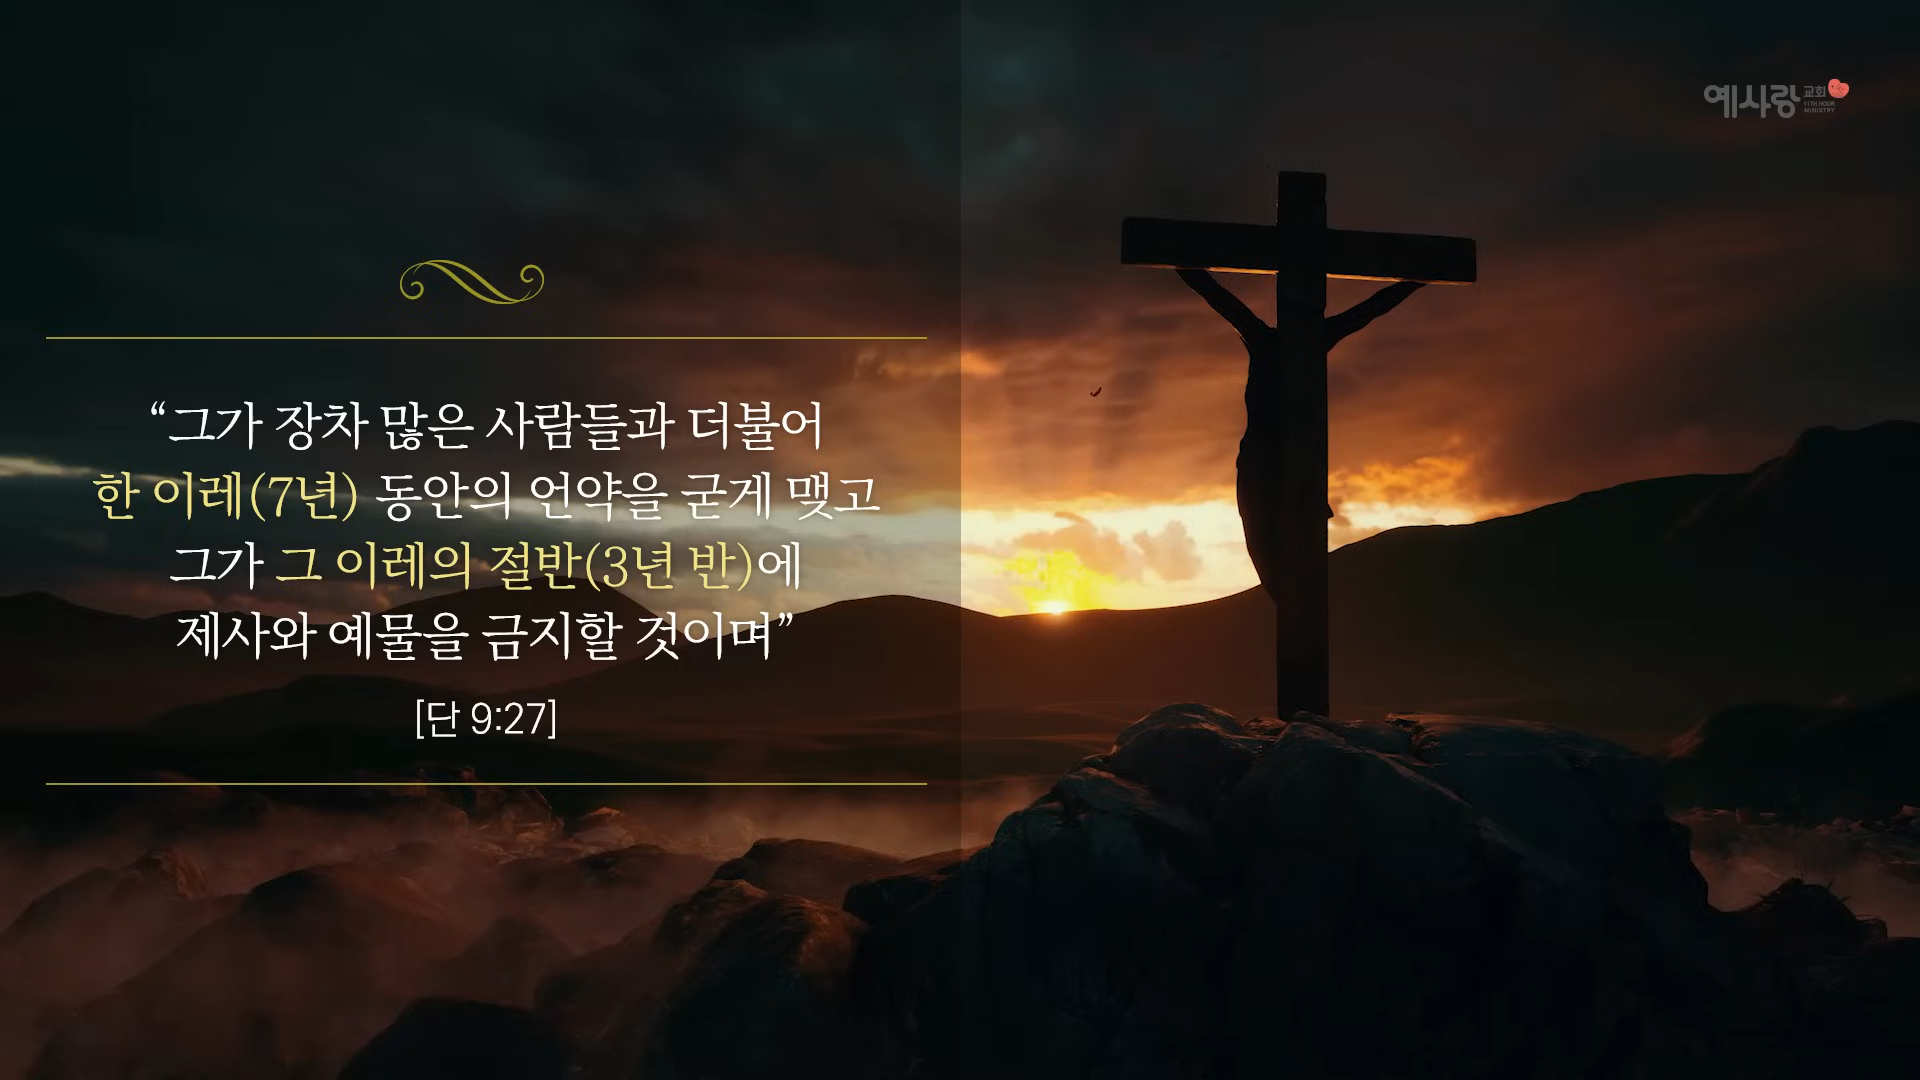 예사랑 교회
11TH HOUR
MINISTRY
“그가 장차 많은 사람들과 더불어
한 이레(7년) 동안의 언약을 굳게 맺고
그가 그 이레의 절반(3년 반)에
제사와 예물을 금지할 것이며”
[단 9:27]